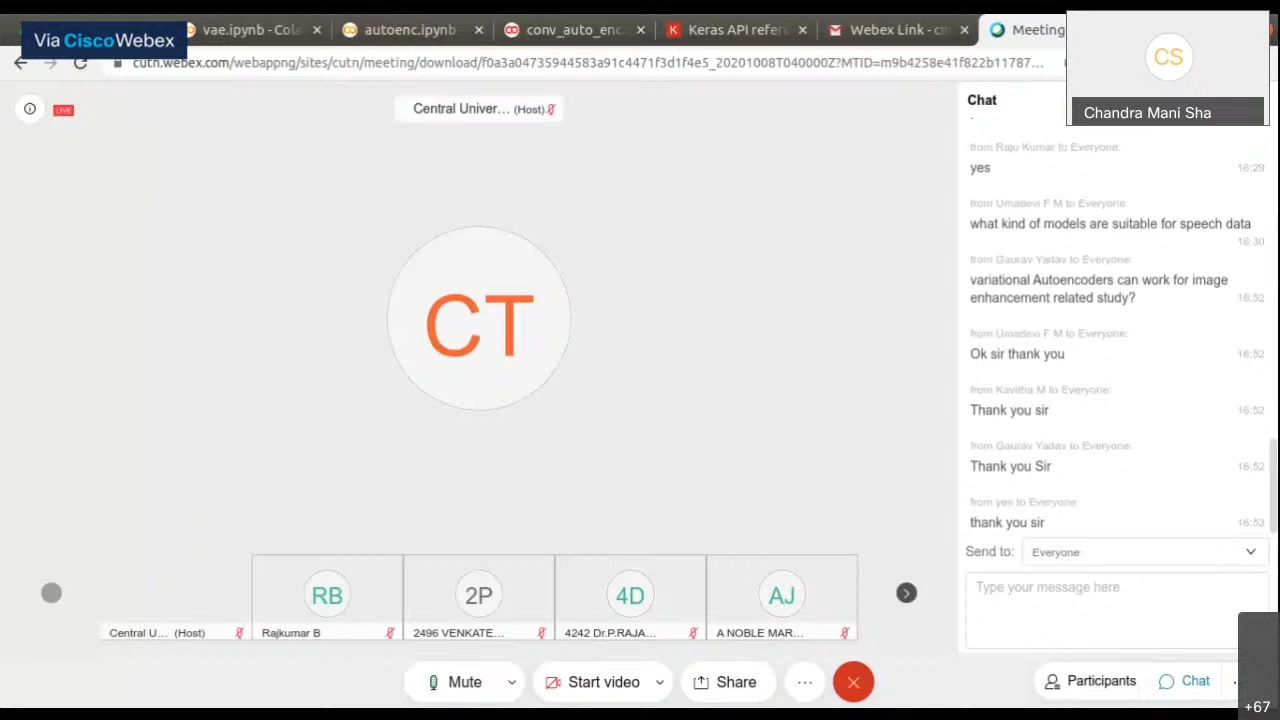 Via CiscoWebex
vae.ipynb - Cola
autoenc.ipynb
conv_auto_enc
Keras API refer
Webex Link - cm
Meeting
cutn.webex.com/webappng/sites/cutn/meeting/download/f0a3a04735944583a91c4471f3d1f4e5_20201008T040000Z?MTID=m9b4258e41f822b11787...
CS
Chandra Mani Sha
LIVE
Central Univer... (Host)
Chat
from Raju Kumar to Everyone:
yes
16:29
from Umadevi F M to Everyone:
what kind of models are suitable for speech data
16:30
from Gaurav Yadav to Everyone:
variational Autoencoders can work for image
enhancement related study?
16:52
from Umadevi F M to Everyone:
Ok sir thank you
16:52
from Kavitha M to Everyone:
Thank you sir
16:52
from Gaurav Yadav to Everyone:
Thank you Sir
16:52
from yes to Everyone:
thank you sir
16:53
CT
Send to:
Everyone
Type your message here
RB
2P
4D
AJ
Central U... (Host)
Rajkumar B
2496 VENKATE...
4242 Dr.P.RAJA...
A NOBLE MAR...
Mute
Start video
Share
...
Participants
Chat
+67